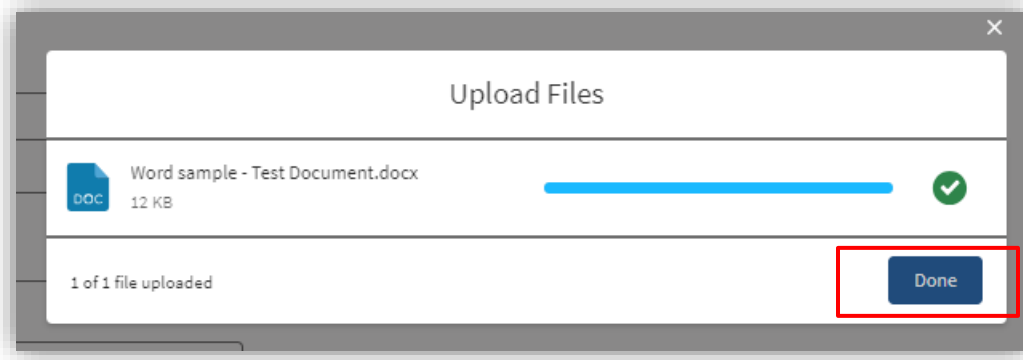 Upload Files
Word sample - Test Document.docx
DOC
12 KB
1 of 1 file uploaded
Done